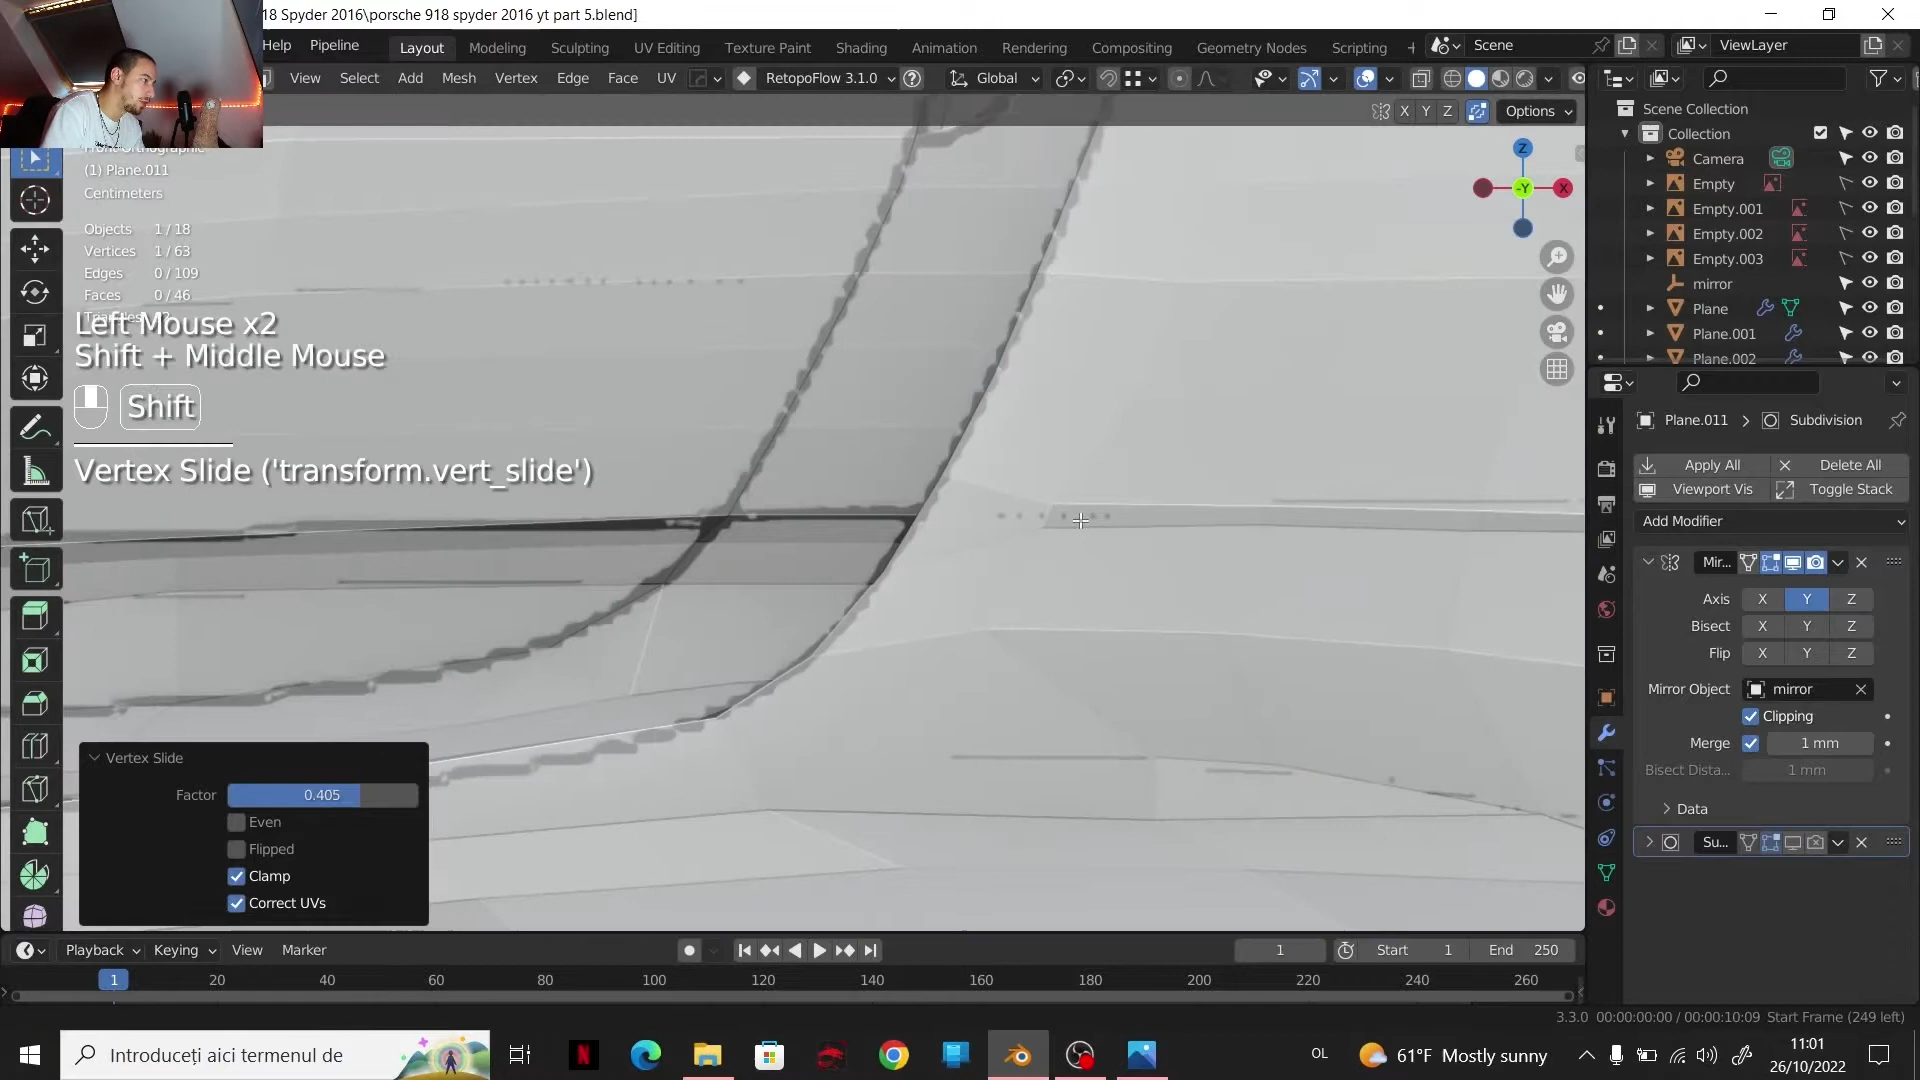 18 Spyder 2016\porsche 918 spyder 2016 yt part 5.blend]
Help Pipeline Layout Modeling Sculpting UV Editing Texture Paint Shading Animation Rendering Compositing Geometry Nodes Scripting + Scene ViewLayer
View Select Add Mesh Vertex Edge Face UV RetopoFlow 3.1.0 Global
X Y Z Options
(1) Plane.011
Centimeters
Objects 1 / 18
Vertices 1 / 63
Edges 0 / 109
Faces 0 / 46
Left Mouse x2
Shift + Middle Mouse
Shift
Vertex Slide ('transform.vert_slide')
Z
-Y
X
Vertex Slide
Factor 0.405
Even
Flipped
Clamp
Correct UVs
Scene Collection
Collection
Camera
Empty
Empty.001
Empty.002
Empty.003
mirror
Plane
Plane.001
Plane.002
Plane.011 > Subdivision
Apply All Delete All
Viewport Vis Toggle Stack
Add Modifier
Mir...
Axis X Y Z
Bisect X Y Z
Flip X Y Z
Mirror Object mirror
Clipping
Merge 1 mm
Bisect Dista... 1 mm
Data
Su...
Playback Keying View Marker 1 Start 1 End 250
1 20 40 60 80 100 120 140 160 180 200 220 240 260
3.3.0 00:00:00:00 / 00:00:10:09 Start Frame (249 left)
Introduceți aici termenul de
OL
61°F Mostly sunny
11:01
26/10/2022